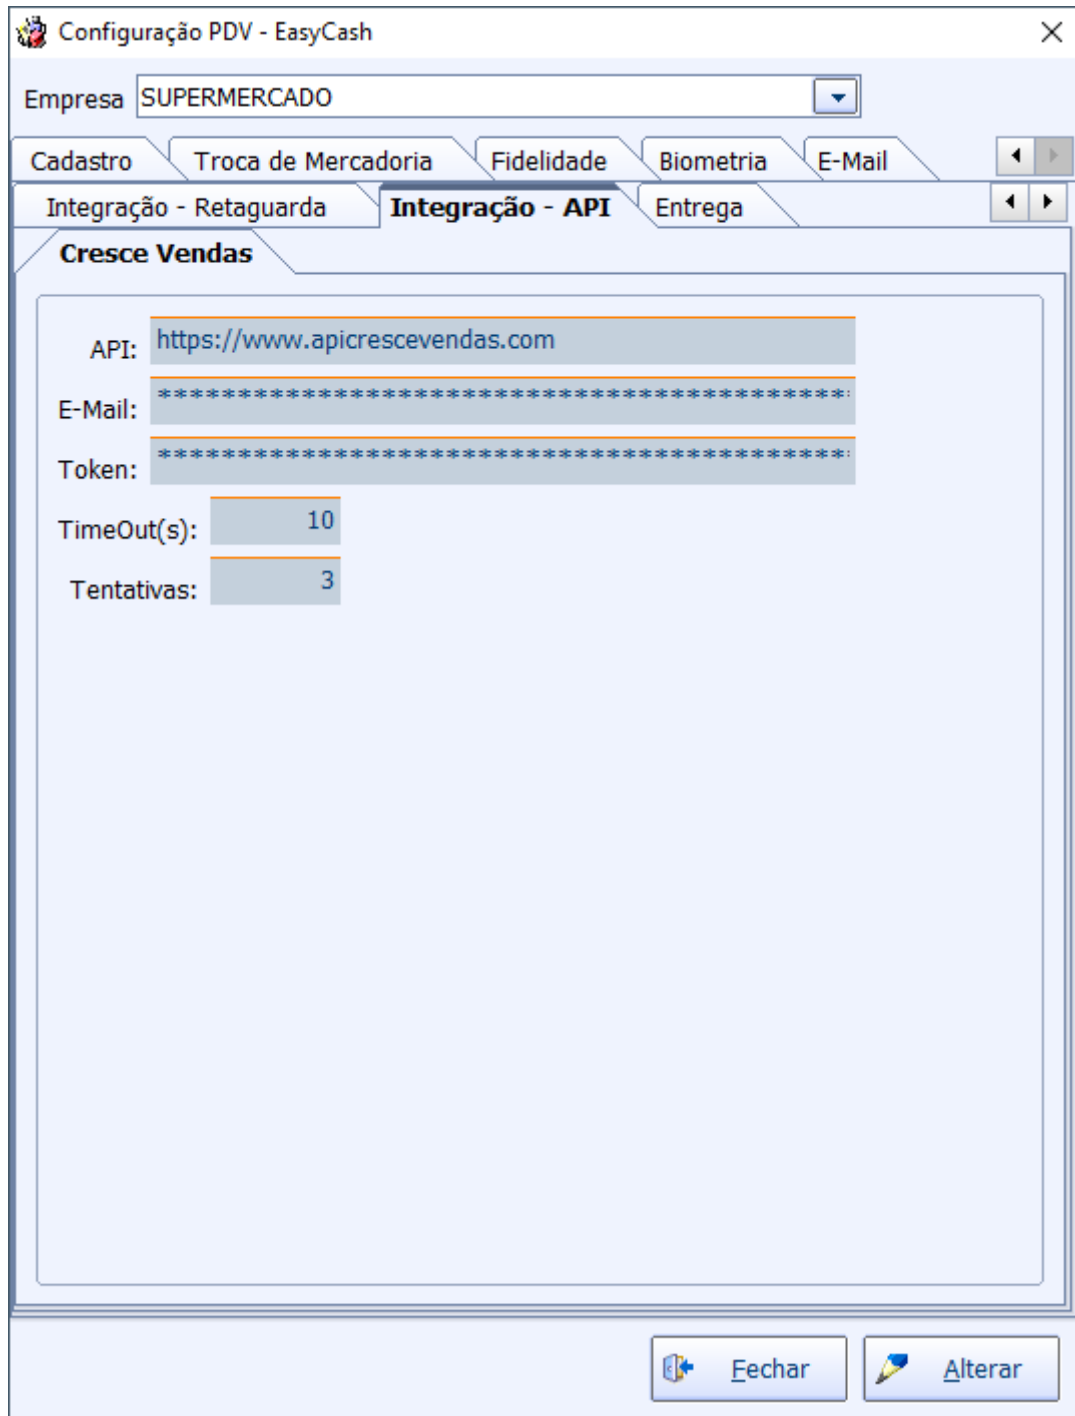 Configuração PDV - EasyCash
Empresa SUPERMERCADO
Cadastro Troca de Mercadoria Fidelidade Biometria E-Mail
Integração - Retaguarda Integração - API Entrega
Cresce Vendas
API: https://www.apicrescevendas.com
E-Mail: *******************************************
Token: *******************************************
TimeOut(s): 10
Tentativas: 3
Fechar Alterar